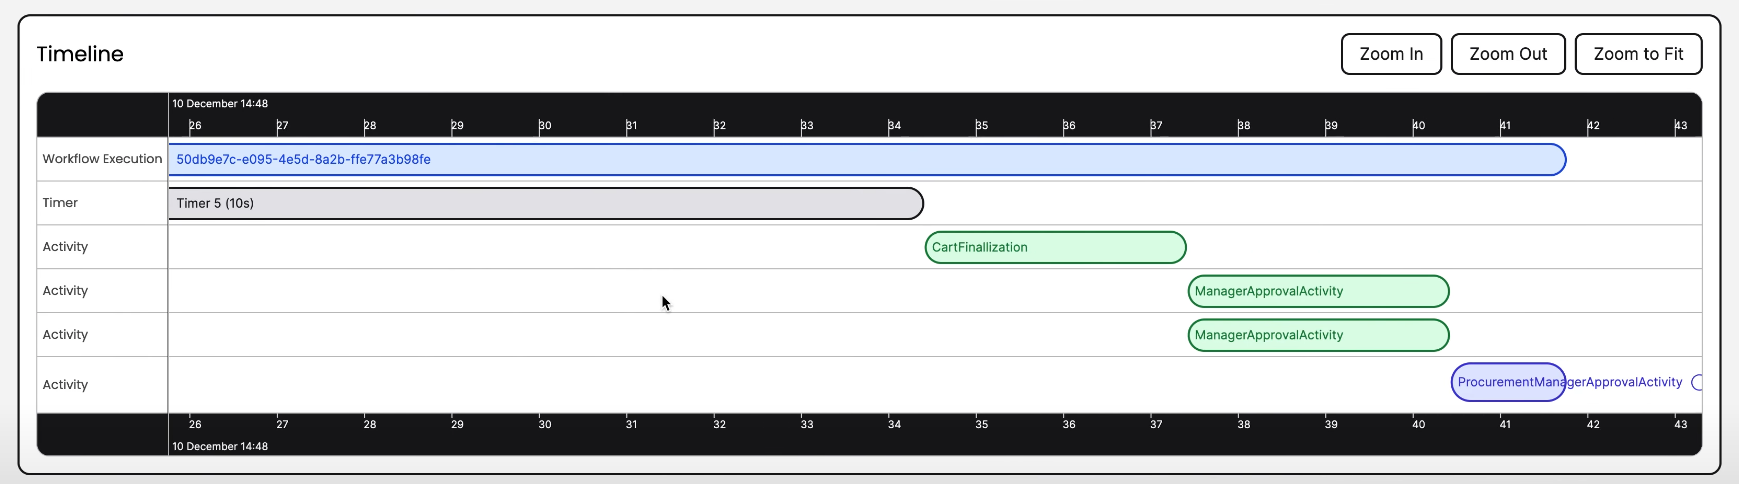 Timeline
Zoom In
Zoom Out
Zoom to Fit
10 December 14:48
26 27 28 29 30 31 32 33 34 35 36 37 38 39 40 41 42 43
Workflow Execution
50db9e7c-e095-4e5d-8a2b-ffe77a3b98fe
Timer
Timer 5 (10s)
Activity
CartFinallization
Activity
ManagerApprovalActivity
Activity
ManagerApprovalActivity
Activity
ProcurementManagerApprovalActivity
26 27 28 29 30 31 32 33 34 35 36 37 38 39 40 41 42 43
10 December 14:48